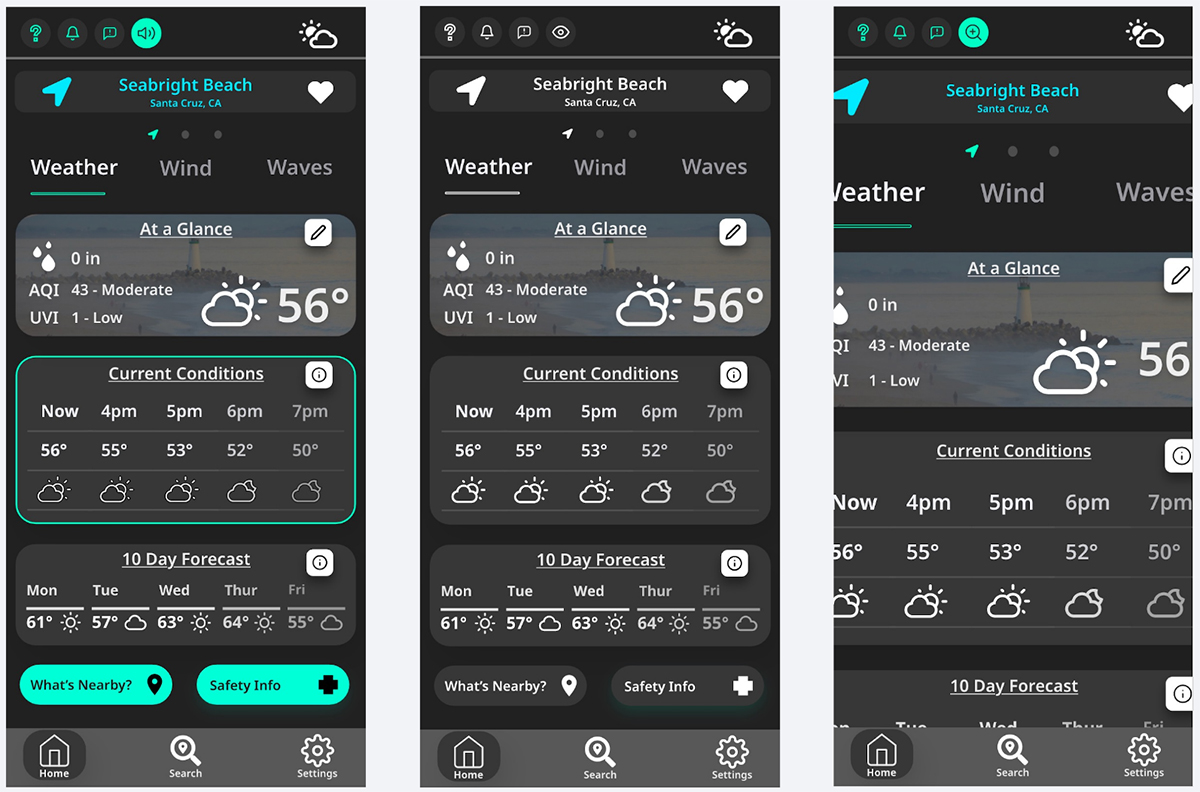 Seabright Beach
Santa Cruz, CA
Weather Wind Waves
At a Glance
0 in
AQI 43 - Moderate
UVI 1 - Low
56°
Current Conditions
Now 4pm 5pm 6pm 7pm
56° 55° 53° 52° 50°
10 Day Forecast
Mon Tue Wed Thur Fri
61° 57° 63° 64° 55°
What's Nearby? Safety Info
Home Search Settings
Seabright Beach
Santa Cruz, CA
Weather Wind Waves
At a Glance
0 in
AQI 43 - Moderate
UVI 1 - Low
56°
Current Conditions
Now 4pm 5pm 6pm 7pm
56° 55° 53° 52° 50°
10 Day Forecast
Mon Tue Wed Thur Fri
61° 57° 63° 64° 55°
What's Nearby? Safety Info
Home Search Settings
Seabright Beach
Santa Cruz, CA
Weather Wind Waves
At a Glance
0 in
QI 43 - Moderate
VI 1 - Low
56
Current Conditions
Now 4pm 5pm 6pm 7pm
56° 55° 53° 52° 50°
10 Day Forecast
Tue Wed Thur Fri
Home Search Settings